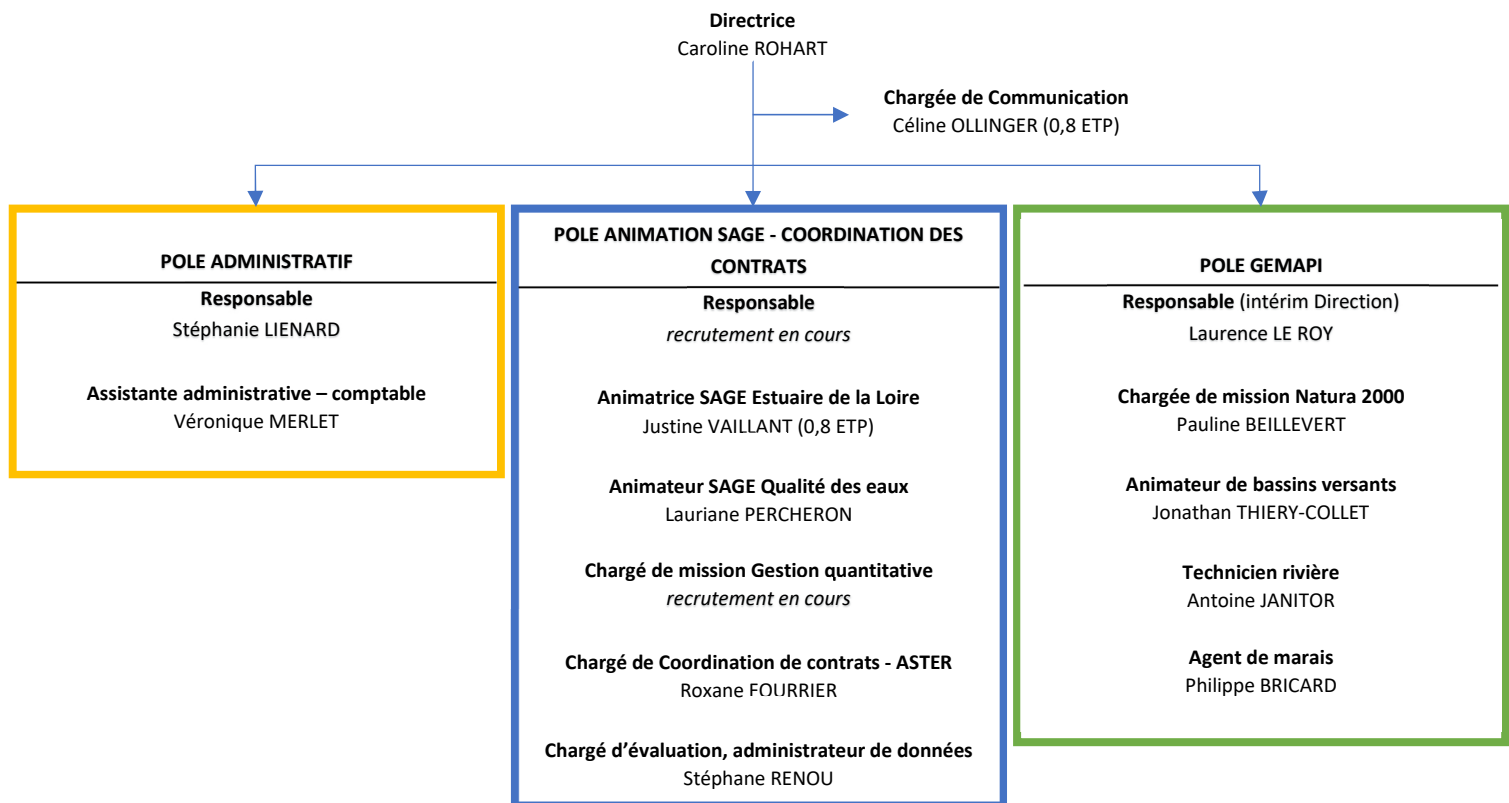 Directrice
Caroline ROHART
Chargée de Communication
Céline OLLINGER (0,8 ETP)
POLE ADMINISTRATIF
Responsable
Stéphanie LIENARD
Assistante administrative – comptable
Véronique MERLET
POLE ANIMATION SAGE - COORDINATION DES
CONTRATS
Responsable
recrutement en cours
Animatrice SAGE Estuaire de la Loire
Justine VAILLANT (0,8 ETP)
Animateur SAGE Qualité des eaux
Lauriane PERCHERON
Chargé de mission Gestion quantitative
recrutement en cours
Chargé de Coordination de contrats - ASTER
Roxane FOURRIER
Chargé d’évaluation, administrateur de données
Stéphane RENOU
POLE GEMAPI
Responsable (intérim Direction)
Laurence LE ROY
Chargée de mission Natura 2000
Pauline BEILLEVERT
Animateur de bassins versants
Jonathan THIERY-COLLET
Technicien rivière
Antoine JANITOR
Agent de marais
Philippe BRICARD